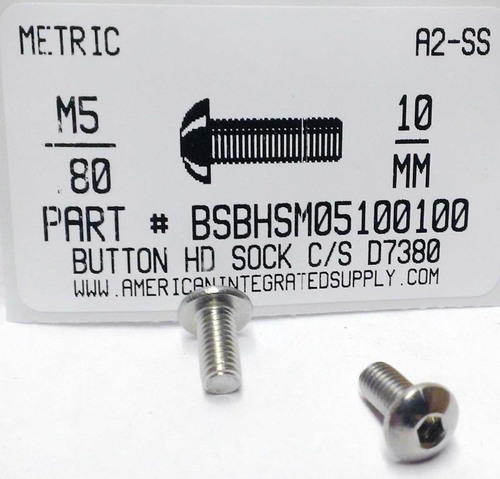 METRIC A2-SS
M5 10
.80 MM
PART # BSBHSM05100100
BUTTON HD SOCK C/S D7380
WWW.AMERICANINTEGRATEDSUPPLY.COM